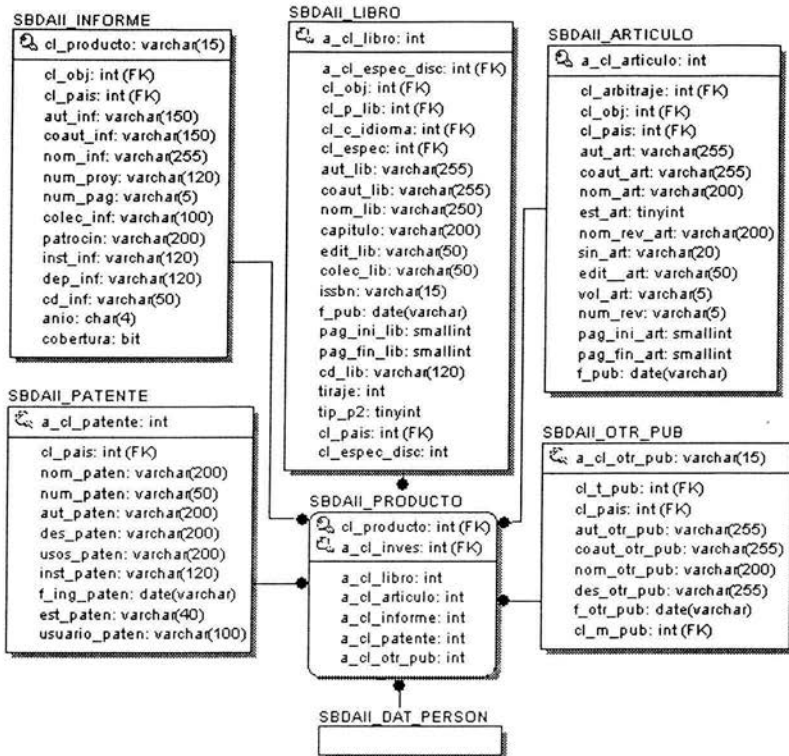 SBDAII_INFORME
cl_producto: varchar(15)
cl_obj: int (FK)
cl_pais: int (FK)
aut_inf: varchar(150)
coaut_inf: varchar(150)
nom_inf: varchar(255)
num_proy: varchar(120)
num_pag: varchar(5)
colec_inf: varchar(100)
patrocin: varchar(200)
inst_inf: varchar(120)
dep_inf: varchar(120)
cd_inf: varchar(50)
anio: char(4)
cobertura: bit
SBDAII_LIBRO
a_cl_libro: int
a_cl_espec_disc: int (FK)
cl_obj: int (FK)
cl_p_lib: int (FK)
cl_c_idioma: int (FK)
cl_espec: int (FK)
aut_lib: varchar(255)
coaut_lib: varchar(255)
nom_lib: varchar(250)
capitulo: varchar(200)
edit_lib: varchar(50)
colec_lib: varchar(50)
issbn: varchar(15)
f_pub: date(varchar)
pag_ini_lib: smallint
pag_fin_lib: smallint
cd_lib: varchar(120)
tiraje: int
tip_p2: tinyint
cl_pais: int (FK)
cl_espec_disc: int
SBDAII_ARTICULO
a_cl_articulo: int
cl_arbitraje: int (FK)
cl_obj: int (FK)
cl_pais: int (FK)
aut_art: varchar(255)
coaut_art: varchar(255)
nom_art: varchar(200)
est_art: tinyint
nom_rev_art: varchar(200)
sin_art: varchar(20)
edit__art: varchar(50)
vol_art: varchar(5)
num_rev: varchar(5)
pag_ini_art: smallint
pag_fin_art: smallint
f_pub: date(varchar)
SBDAII_PATENTE
a_cl_patente: int
cl_pais: int (FK)
nom_paten: varchar(200)
num_paten: varchar(50)
aut_paten: varchar(200)
des_paten: varchar(200)
usos_paten: varchar(200)
inst_paten: varchar(120)
f_ing_paten: date(varchar)
est_paten: varchar(40)
usuario_paten: varchar(100)
SBDAII_PRODUCTO
cl_producto: int (FK)
a_cl_inves: int (FK)
a_cl_libro: int
a_cl_articulo: int
a_cl_informe: int
a_cl_patente: int
a_cl_otr_pub: int
SBDAII_OTR_PUB
a_cl_otr_pub: varchar(15)
cl_t_pub: int (FK)
cl_pais: int (FK)
aut_otr_pub: varchar(255)
coaut_otr_pub: varchar(255)
nom_otr_pub: varchar(200)
des_otr_pub: varchar(255)
f_otr_pub: date(varchar)
cl_m_pub: int (FK)
SBDAII_DAT_PERSON